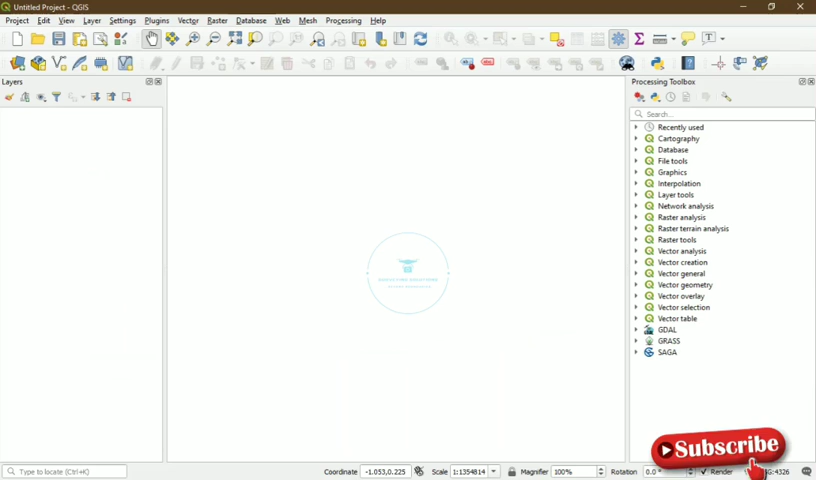 Untitled Project - QGIS
Project Edit View Layer Settings Plugins Vector Raster Database Web Mesh Processing Help
Layers
Processing Toolbox
Search...
Recently used
Cartography
Database
File tools
Graphics
Interpolation
Layer tools
Network analysis
Raster analysis
Raster terrain analysis
Raster tools
Vector analysis
Vector creation
Vector general
Vector geometry
Vector overlay
Vector selection
Vector table
GDAL
GRASS
SAGA
Subscribe
Type to locate (Ctrl+K) Coordinate -1.053,0.225 Scale 1:1354814 Magnifier 100% Rotation 0.0 ° Render :4326